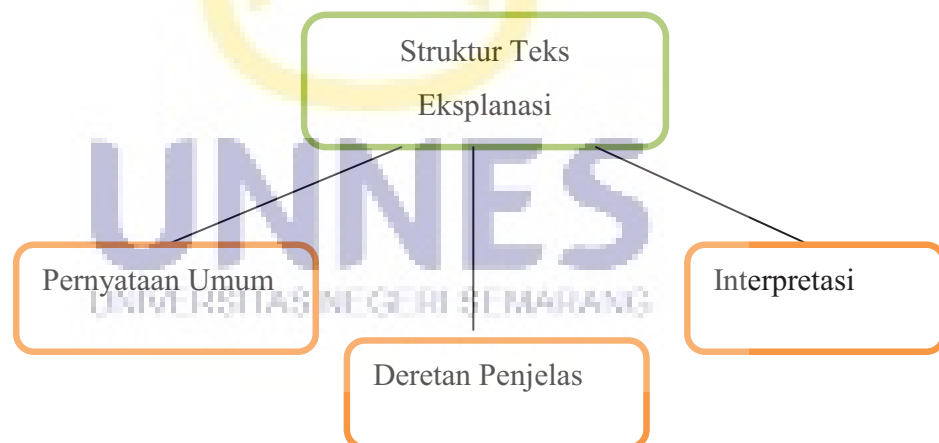 Struktur Teks
Eksplanasi
UNNES
Pernyataan Umum
Interpretasi
UNIVERSITAS NEGERI SEMARANG
Deretan Penjelas